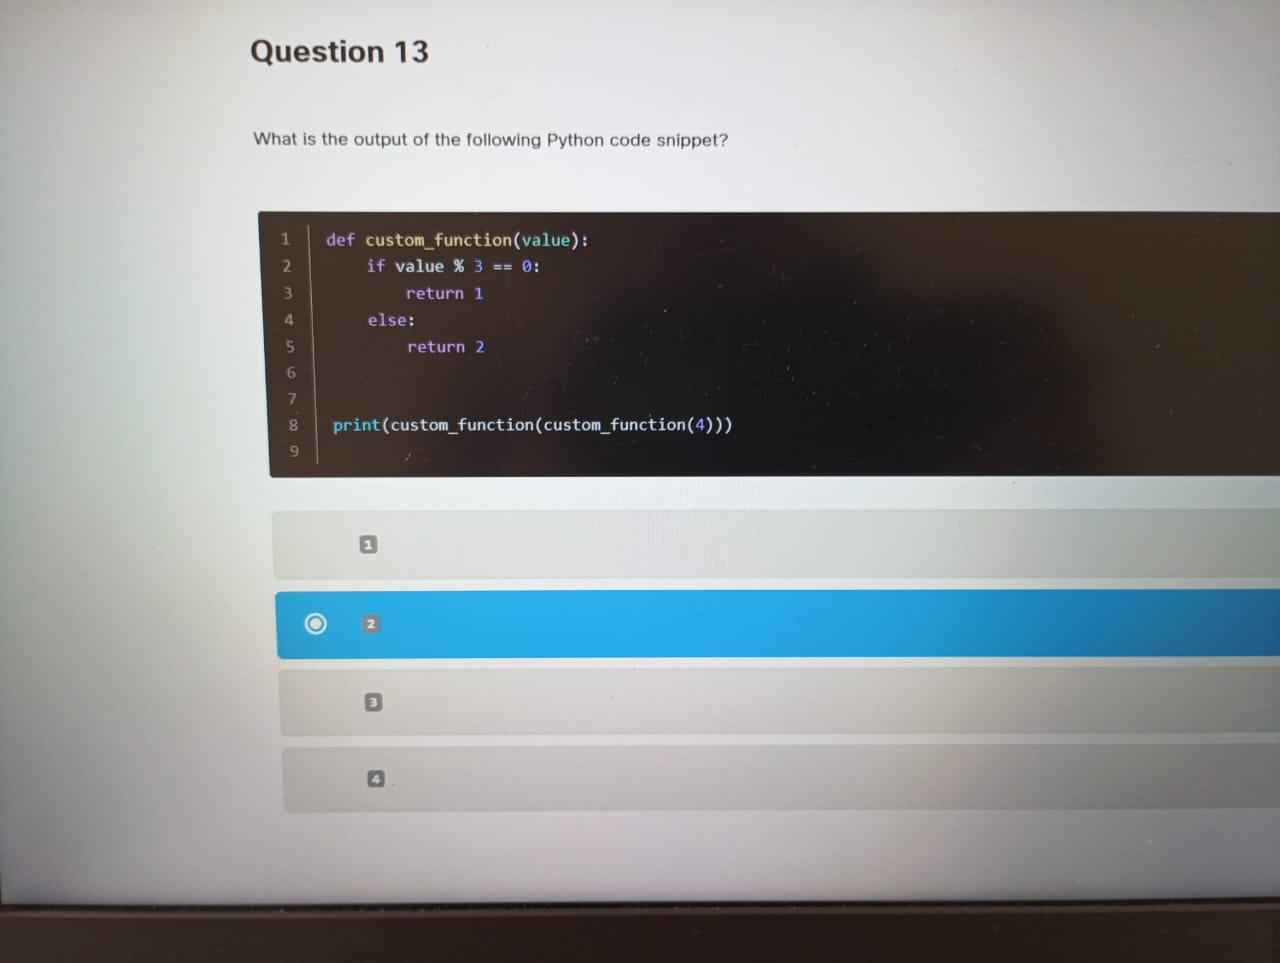 Question 13
What is the output of the following Python code snippet?
1 def custom_function(value):
2     if value % 3 == 0:
3         return 1
4     else:
5         return 2
6
7
8 print(custom_function(custom_function(4)))
9
1
2
3
4